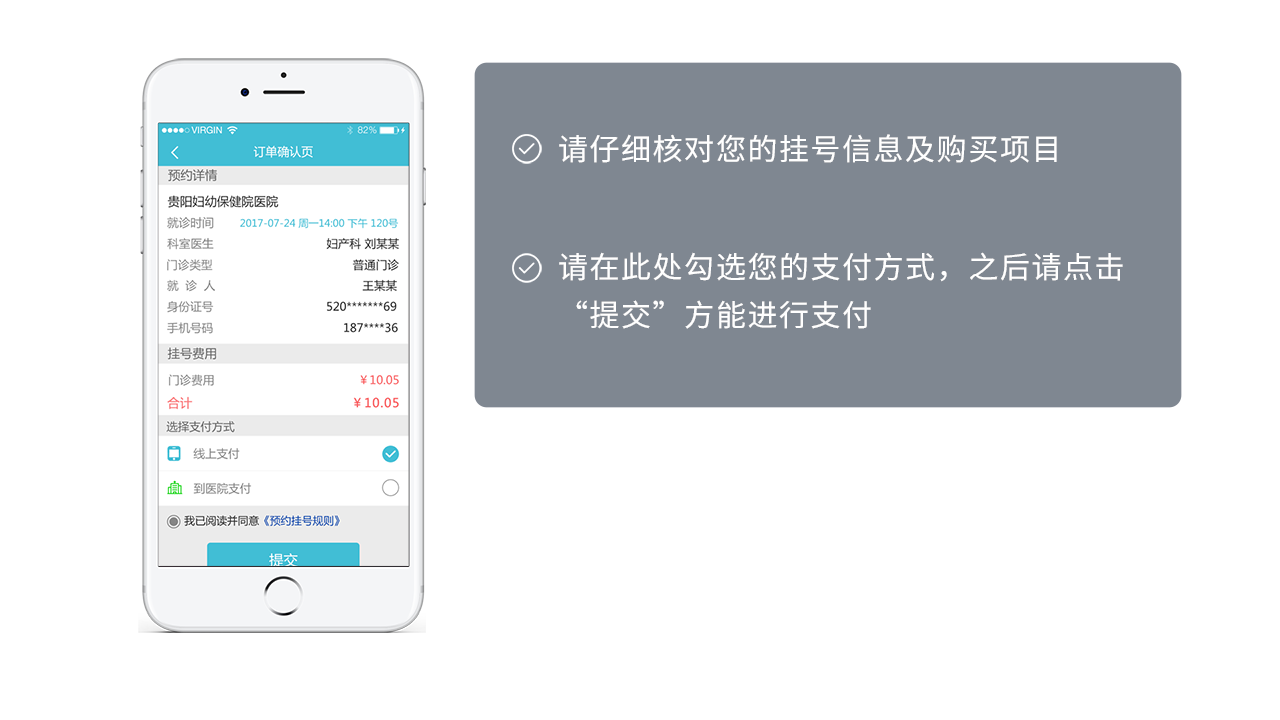 VIRGIN 82%
订单确认页
预约详情
贵阳妇幼保健院医院
就诊时间 2017-07-24 周一14:00 下午 120号
科室医生 妇产科 刘某某
门诊类型 普通门诊
就 诊 人 王某某
身份证号 520*******69
手机号码 187****36
挂号费用
门诊费用 ¥10.05
合计 ¥10.05
选择支付方式
线上支付
到医院支付
我已阅读并同意《预约挂号规则》
提交
请仔细核对您的挂号信息及购买项目
请在此处勾选您的支付方式，之后请点击
“提交”方能进行支付